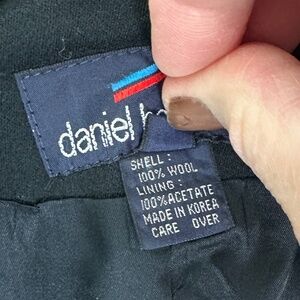 daniel
SHELL :
100% WOOL
LINING :
100%ACETATE
MADE IN KOREA
CARE OVER